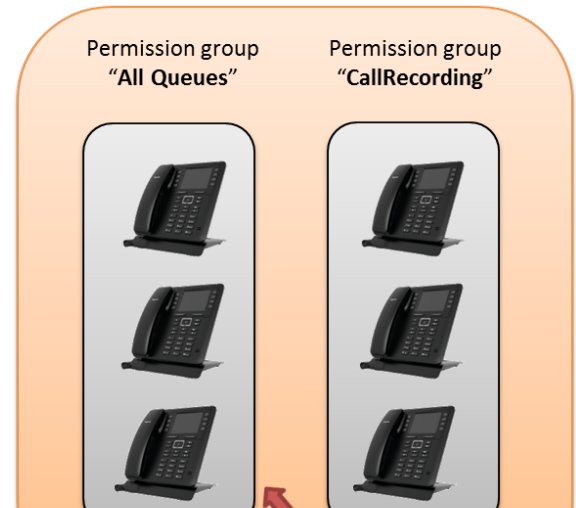 Permission group
“All Queues”
Permission group
“CallRecording”